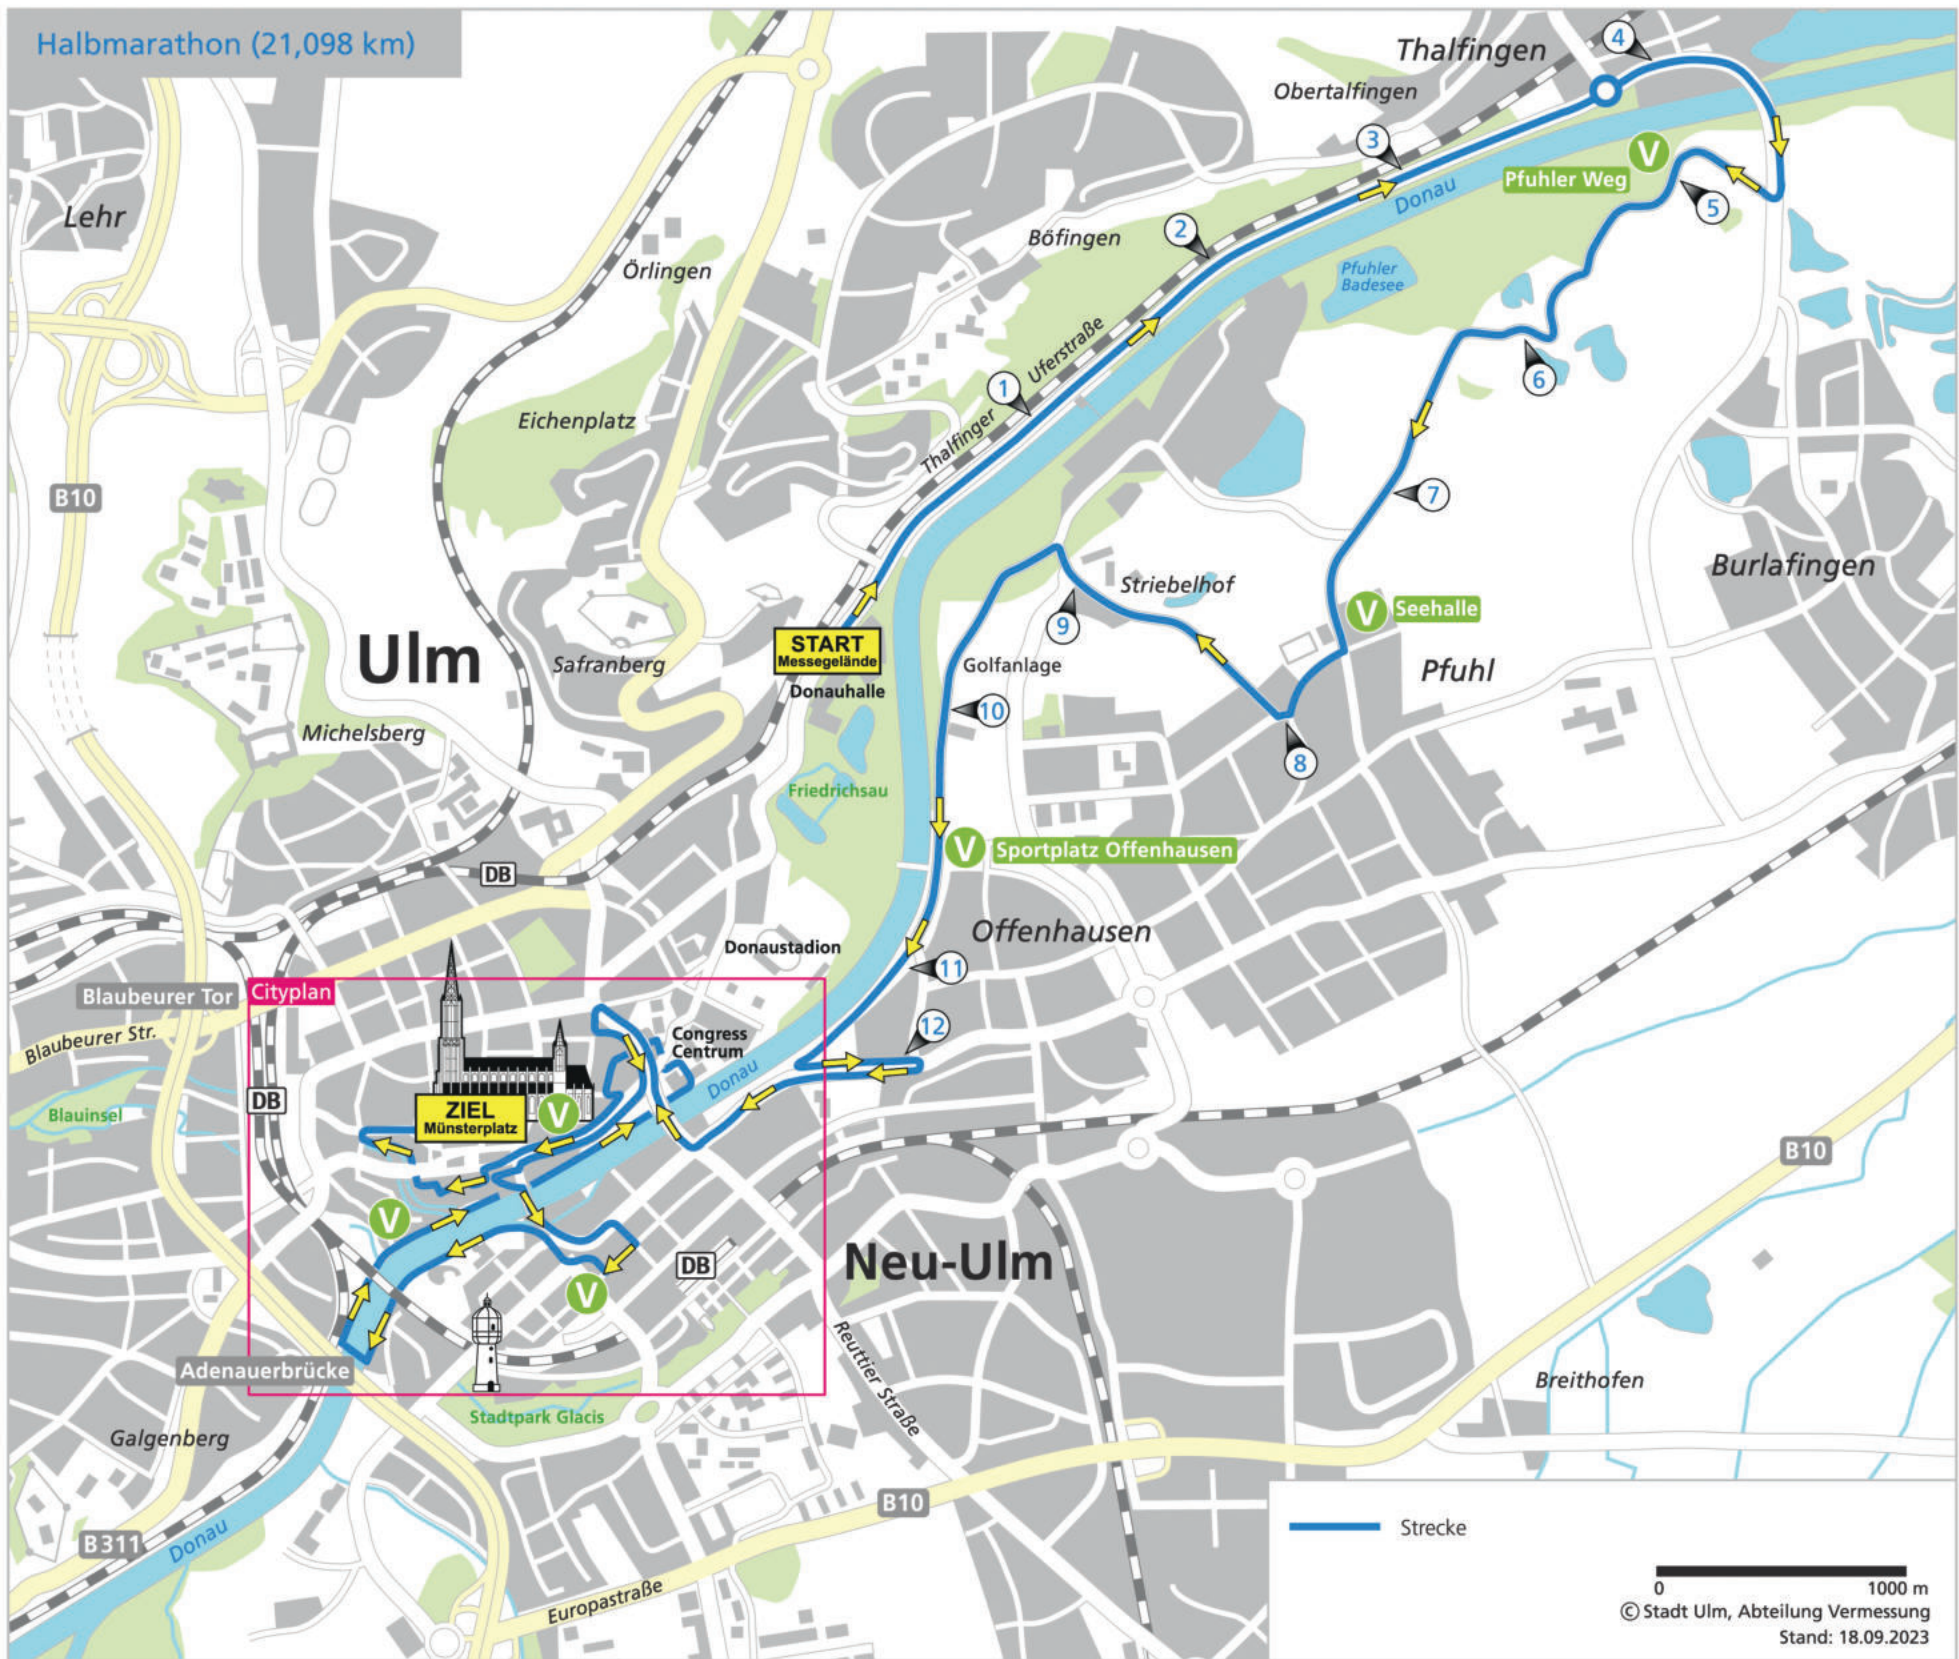 Halbmarathon (21,098 km)
Thalfingen
4
Obertalfingen
3
V
Pfuhler Weg
Donau
5
Lehr
2
Böfingen
Örlingen
Pfuhler
Badesee
Thalfinger Uferstraße
1
6
Eichenplatz
B10
7
Burlafingen
Striebelhof
V
Seehalle
9
Ulm
START
Messegelände
Donauhalle
Safranberg
Golfanlage
Pfuhl
10
Michelsberg
8
Friedrichsau
V
Sportplatz Offenhausen
DB
Offenhausen
Donaustadion
11
Blaubeurer Tor
Cityplan
12
Blaubeurer Str.
Congress
Centrum
Donau
DB
Blauinsel
ZIEL
Münsterplatz
V
B10
V
DB
Neu-Ulm
V
Adenauerbrücke
Reuttier Straße
Breithofen
Stadtpark Glacis
Galgenberg
B10
B311
Donau
Strecke
Europastraße
0
1000 m
© Stadt Ulm, Abteilung Vermessung
Stand: 18.09.2023